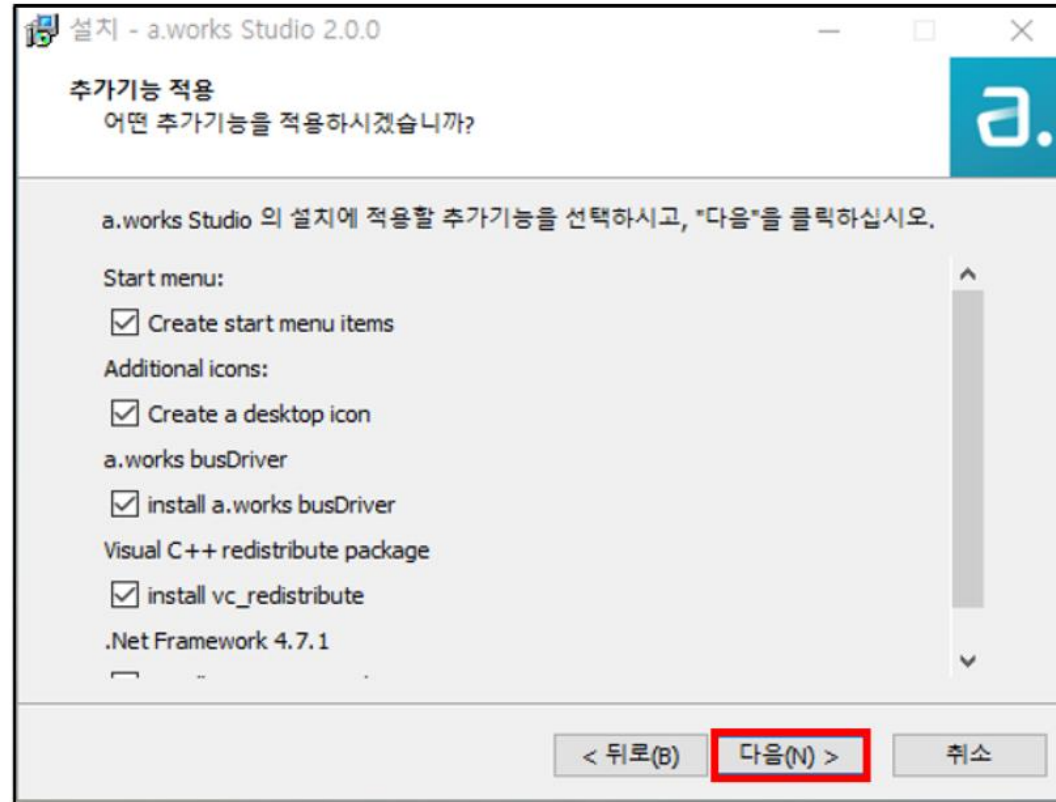 설치 - a.works Studio 2.0.0
추가기능 적용
어떤 추가기능을 적용하시겠습니까?
a.
a.works Studio 의 설치에 적용할 추가기능을 선택하시고, "다음"을 클릭하십시오.
Start menu:
Create start menu items
Additional icons:
Create a desktop icon
a.works busDriver
install a.works busDriver
Visual C++ redistribute package
install vc_redistribute
.Net Framework 4.7.1
< 뒤로(B) 다음(N) > 취소